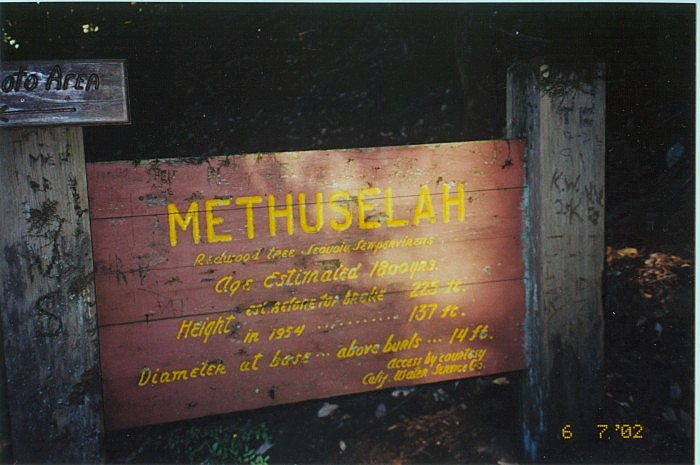 oto Area
METHUSELAH
Redwood tree Sequoia Sempervirens
Age Estimated 1800yrs.
Height est. before top broke 225 ft.
in 1954 .......... 137 ft.
Diameter at base ... above burls ... 14 ft.
Access by courtesy
Calif. Water Service Co.
K.W.
6 7 '02